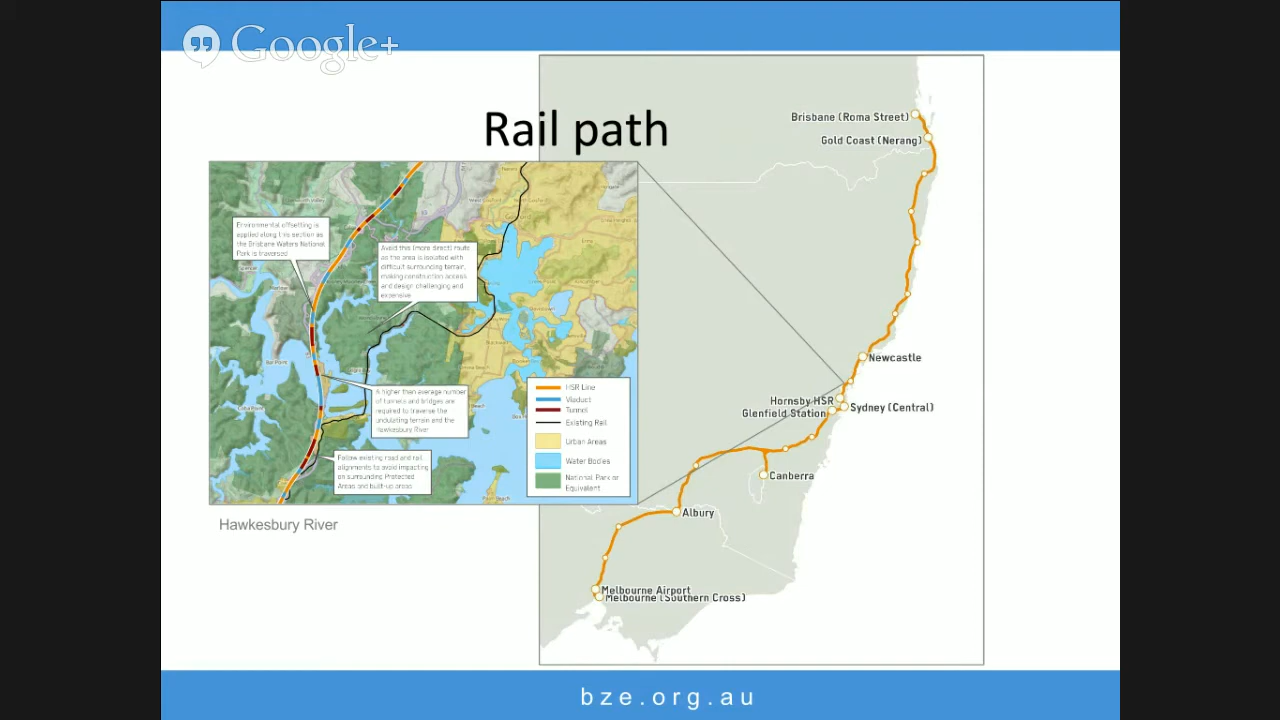 Google+
Rail path
Brisbane (Roma Street)
Gold Coast (Nerang)
Environmental offsetting is
applied along this section as
the Brisbane Waters National
Park is traversed
Avoid this (more direct) route
as the area is isolated with
difficult surrounding terrain,
making construction access
and design challenging and
expensive
A higher than average number
of tunnels and bridges are
required to traverse the
undulating terrain and the
Hawkesbury River
Follow existing road and rail
alignments to avoid impacting
on surrounding Protected
Areas and built-up areas
HSR Line
Viaduct
Tunnel
Existing Rail
Urban Areas
Water Bodies
National Park or
Equivalent
Bar Point
Palm Beach
Newcastle
Hornsby HSR
Glenfield Station
Sydney (Central)
Canberra
Albury
Melbourne Airport
Melbourne (Southern Cross)
Hawkesbury River
bze.org.au